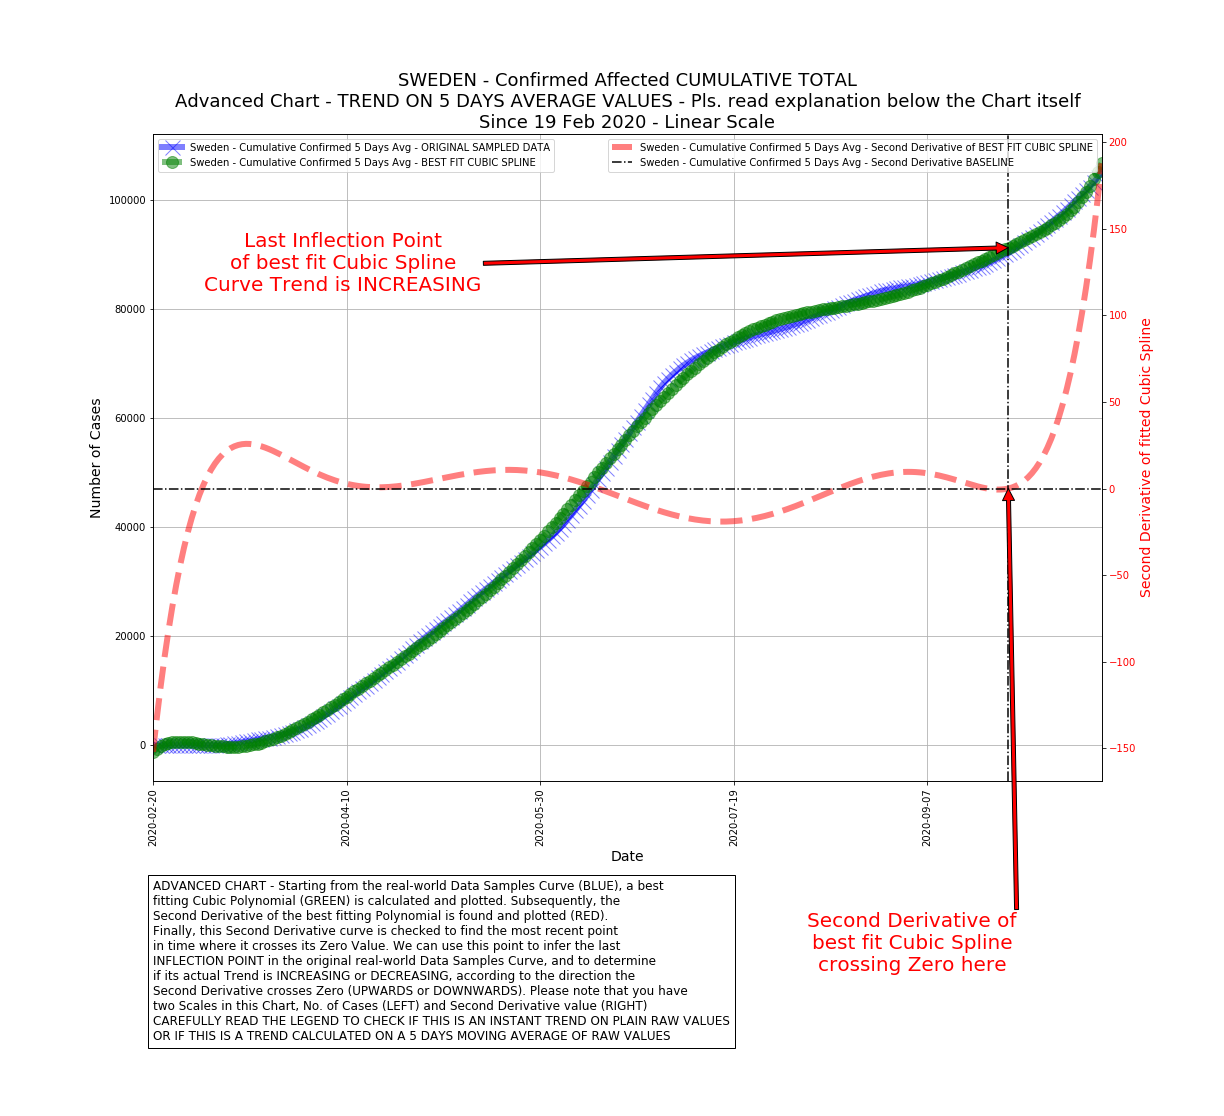 SWEDEN - Confirmed Affected CUMULATIVE TOTAL
Advanced Chart - TREND ON 5 DAYS AVERAGE VALUES - Pls. read explanation below the Chart itself
Since 19 Feb 2020 - Linear Scale
Sweden - Cumulative Confirmed 5 Days Avg - ORIGINAL SAMPLED DATA
Sweden - Cumulative Confirmed 5 Days Avg - BEST FIT CUBIC SPLINE
Sweden - Cumulative Confirmed 5 Days Avg - Second Derivative of BEST FIT CUBIC SPLINE
Sweden - Cumulative Confirmed 5 Days Avg - Second Derivative BASELINE
Last Inflection Point
of best fit Cubic Spline
Curve Trend is INCREASING
Number of Cases
100000
80000
60000
40000
20000
0
200
150
100
50
0
−50
−100
−150
Second Derivative of fitted Cubic Spline
2020-02-20
2020-04-10
2020-05-30
2020-07-19
2020-09-07
Date
ADVANCED CHART - Starting from the real-world Data Samples Curve (BLUE), a best
fitting Cubic Polynomial (GREEN) is calculated and plotted. Subsequently, the
Second Derivative of the best fitting Polynomial is found and plotted (RED).
Finally, this Second Derivative curve is checked to find the most recent point
in time where it crosses its Zero Value. We can use this point to infer the last
INFLECTION POINT in the original real-world Data Samples Curve, and to determine
if its actual Trend is INCREASING or DECREASING, according to the direction the
Second Derivative crosses Zero (UPWARDS or DOWNWARDS). Please note that you have
two Scales in this Chart, No. of Cases (LEFT) and Second Derivative value (RIGHT)
CAREFULLY READ THE LEGEND TO CHECK IF THIS IS AN INSTANT TREND ON PLAIN RAW VALUES
OR IF THIS IS A TREND CALCULATED ON A 5 DAYS MOVING AVERAGE OF RAW VALUES
Second Derivative of
best fit Cubic Spline
crossing Zero here